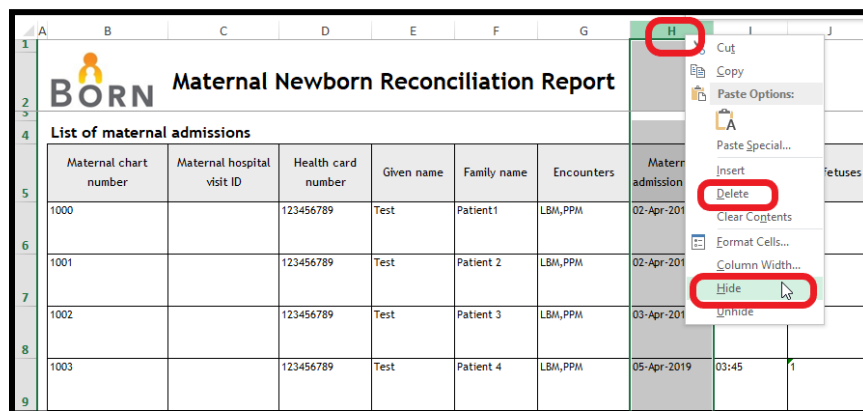 A B C D E F G H J
1
BORN Maternal Newborn Reconciliation Report
2
3
4 List of maternal admissions
Maternal chart number Maternal hospital visit ID Health card number Given name Family name Encounters admission fetuses
5
1000 123456789 Test Patient1 LBM,PPM 02-Apr-201
6
1001 123456789 Test Patient 2 LBM,PPM 02-Apr-201
7
1002 123456789 Test Patient 3 LBM,PPM 03-Apr-201
8
1003 123456789 Test Patient 4 LBM,PPM 05-Apr-2019 03:45 1
9
Cut
Copy
Paste Options:
A
Paste Special...
Insert
Delete
Clear Contents
Format Cells...
Column Width...
Hide
Unhide